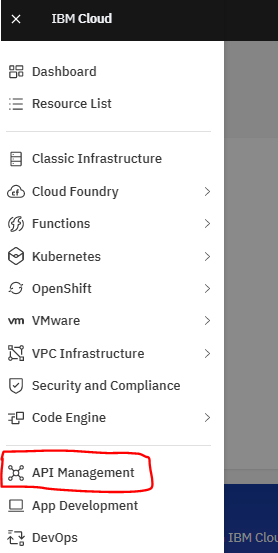 IBM Cloud
Dashboard
Resource List
Classic Infrastructure
cf Cloud Foundry
Functions
Kubernetes
OpenShift
vm VMware
VPC Infrastructure
Security and Compliance
Code Engine
API Management
App Development
DevOps
IBM Clou